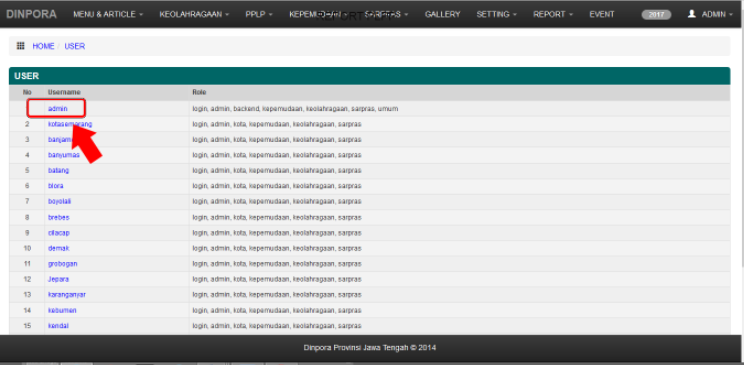 DINPORA MENU & ARTICLE KEOLAHRAGAAN PPLP SARPRAS GALLERY SETTING REPORT EVENT 2017 ADMIN
HOME / USER
USER
No Username Role
admin login, admin, backend, kepemudaan, keolahragaan, sarpras, umum
2 kotasemarang login, admin, kota, kepemudaan, keolahragaan, sarpras
3 login, admin, kota, kepemudaan, keolahragaan, sarpras
4 banyumas login, admin, kota, kepemudaan, keolahragaan, sarpras
5 batang login, admin, kota, kepemudaan, keolahragaan, sarpras
6 blora login, admin, kota, kepemudaan, keolahragaan, sarpras
7 boyolali login, admin, kota, kepemudaan, keolahragaan, sarpras
8 brebes login, admin, kota, kepemudaan, keolahragaan, sarpras
9 cilacap login, admin, kota, kepemudaan, keolahragaan, sarpras
10 demak login, admin, kota, kepemudaan, keolahragaan, sarpras
11 grobogan login, admin, kota, kepemudaan, keolahragaan, sarpras
12 Jepara login, admin, kota, kepemudaan, keolahragaan, sarpras
13 karanganyar login, admin, kota, kepemudaan, keolahragaan, sarpras
14 kebumen login, admin, kota, kepemudaan, keolahragaan, sarpras
15 kendal login, admin, kota, kepemudaan, keolahragaan, sarpras
Dinpora Provinsi Jawa Tengah © 2014